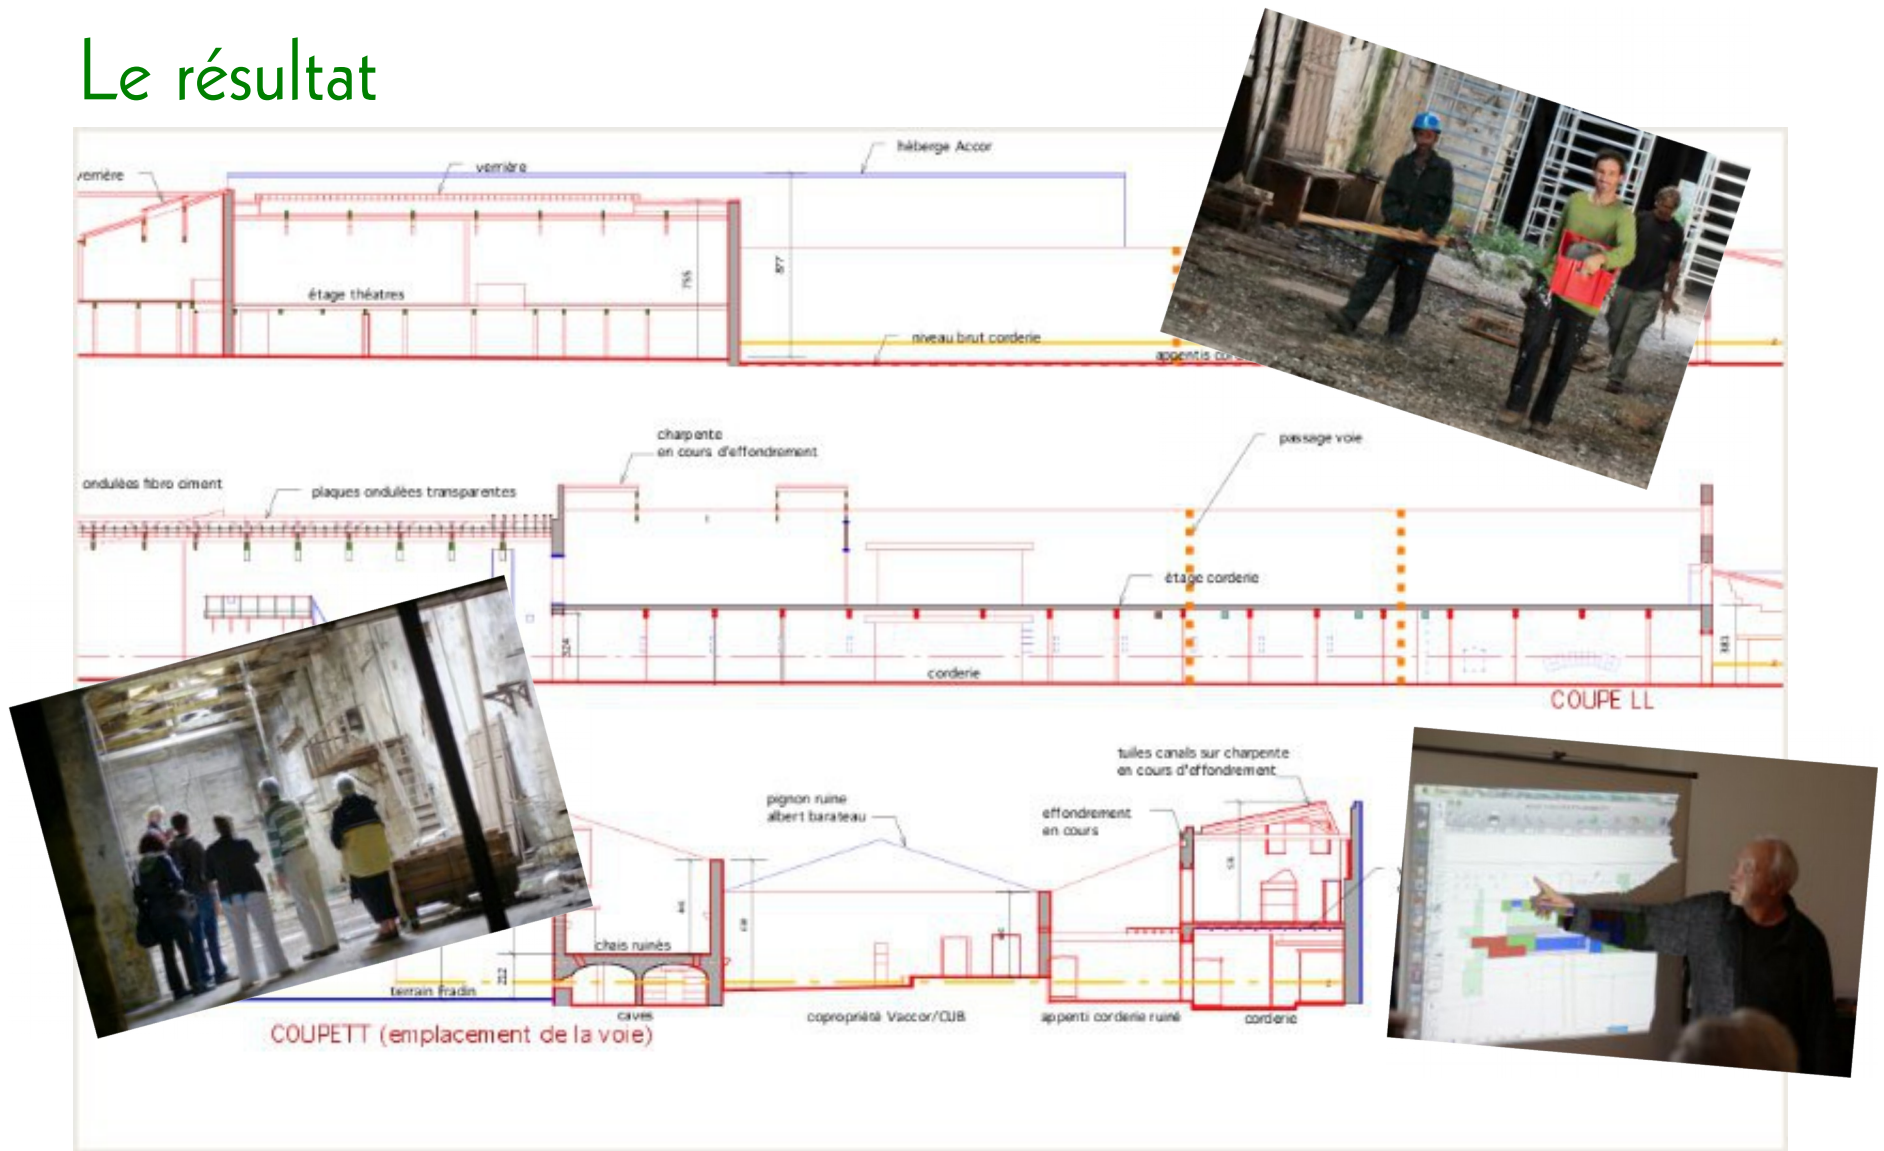 Le résultat
héberge Accor
verrière
verrière
755
877
étage théatres
niveau brut corderie
appentis
charpente
en cours d'effondrement
passage voie
ondulées fibro ciment
plaques ondulées transparentes
étage corderie
324
383
corderie
COUPE LL
tuiles canals sur charpente
en cours d'effondrement
pignon ruine
albert barateau
effondrement
en cours
chais ruinés
212
terrain Fradin
caves
copropriété Vaccor/CUB
appenti corderie ruiné
corderie
COUPETT (emplacement de la voie)